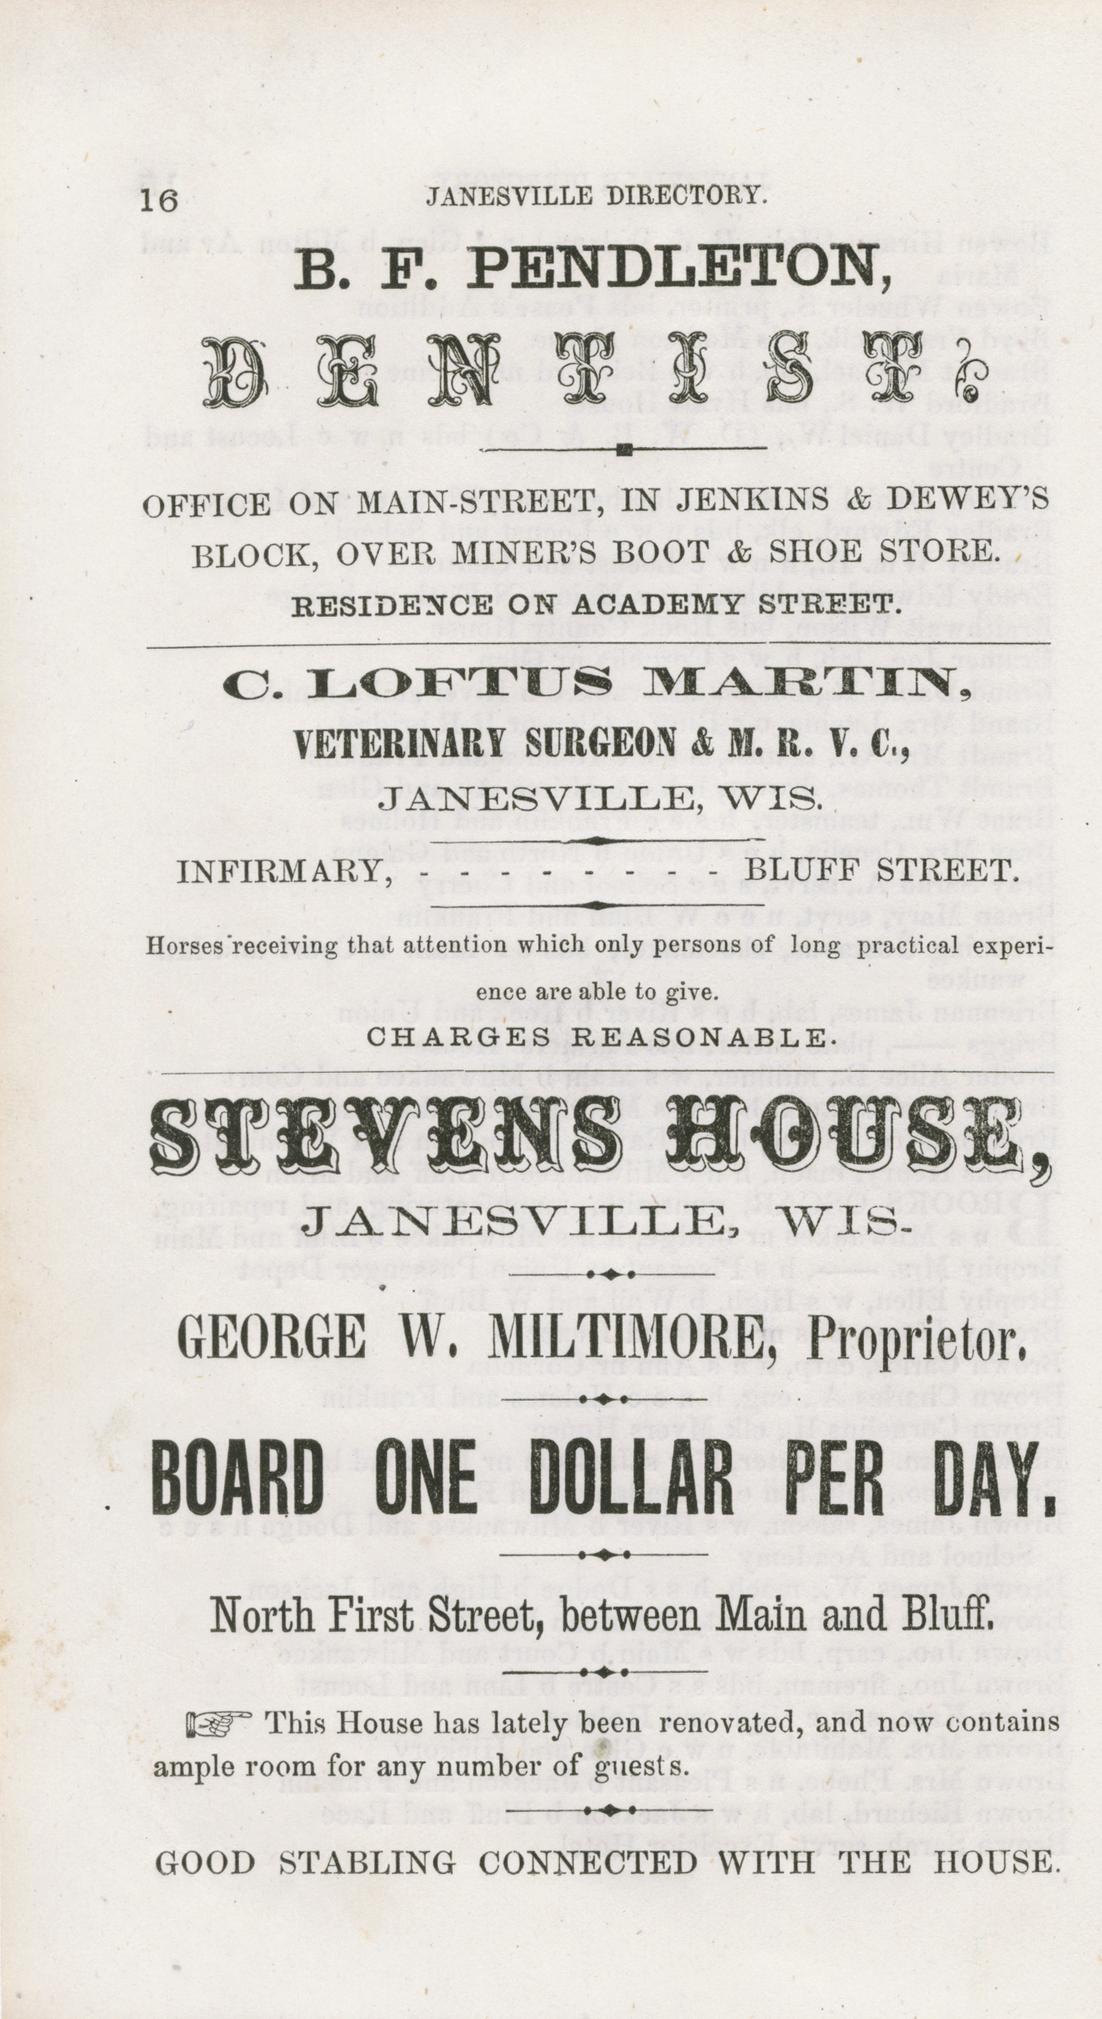 16 JANESVILLE DIRECTORY.
B. F. PENDLETON,
DENTIST,
OFFICE ON MAIN-STREET, IN JENKINS & DEWEY'S
BLOCK, OVER MINER'S BOOT & SHOE STORE.
RESIDENCE ON ACADEMY STREET.
C. LOFTUS MARTIN,
VETERINARY SURGEON & M. R. V. C.,
JANESVILLE, WIS.
INFIRMARY, - - - - - - - - BLUFF STREET.
Horses receiving that attention which only persons of long practical experi-
ence are able to give.
CHARGES REASONABLE.
STEVENS HOUSE,
JANESVILLE, WIS.
GEORGE W. MILTIMORE, Proprietor.
BOARD ONE DOLLAR PER DAY.
North First Street, between Main and Bluff.
☞ This House has lately been renovated, and now contains
ample room for any number of guests.
GOOD STABLING CONNECTED WITH THE HOUSE.